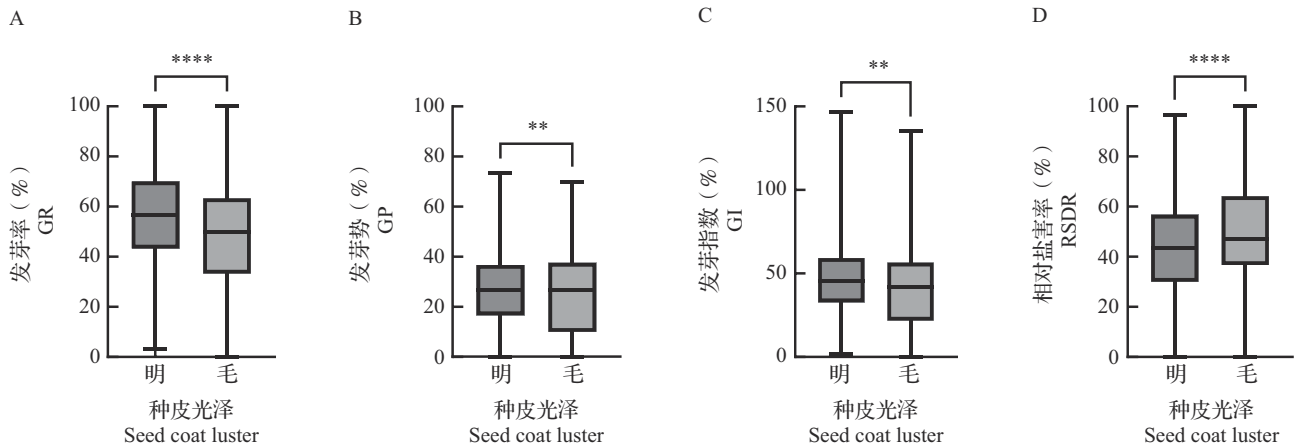 A
****
100
80
60
40
20
0
发芽率（%）
GR
明 毛
种皮光泽
Seed coat luster
B
**
100
80
60
40
20
0
发芽势（%）
GP
明 毛
种皮光泽
Seed coat luster
C
**
150
100
50
0
发芽指数（%）
GI
明 毛
种皮光泽
Seed coat luster
D
****
100
80
60
40
20
0
相对盐害率（%）
RSDR
明 毛
种皮光泽
Seed coat luster